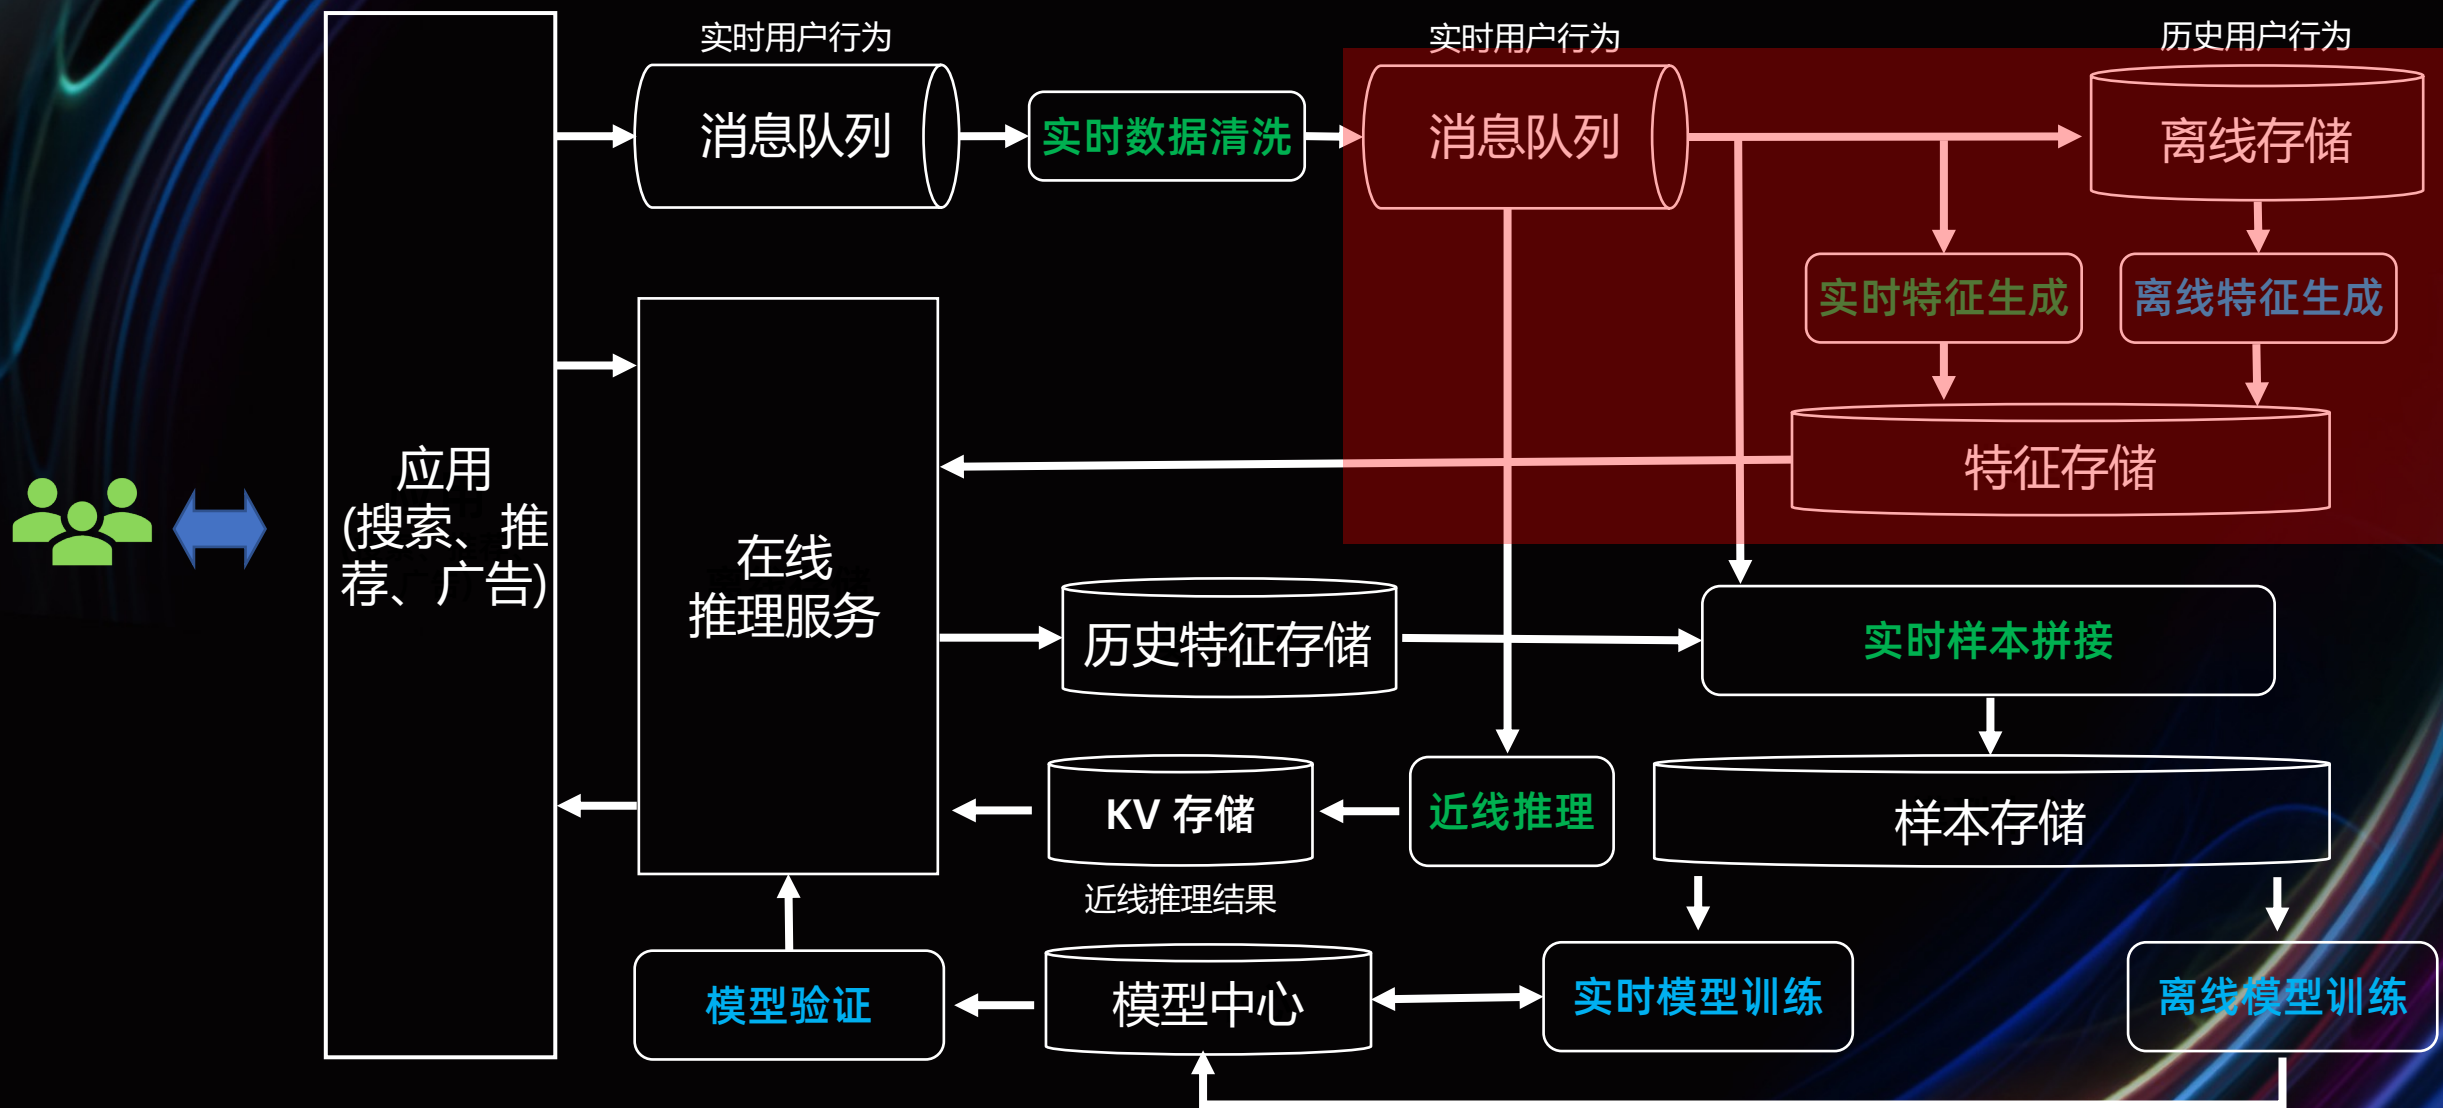 实时用户行为
实时用户行为
历史用户行为
消息队列
实时数据清洗
消息队列
离线存储
实时特征生成
离线特征生成
特征存储
应用
(搜索、推
荐、广告)
在线
推理服务
历史特征存储
实时样本拼接
KV 存储
近线推理
样本存储
近线推理结果
模型验证
模型中心
实时模型训练
离线模型训练